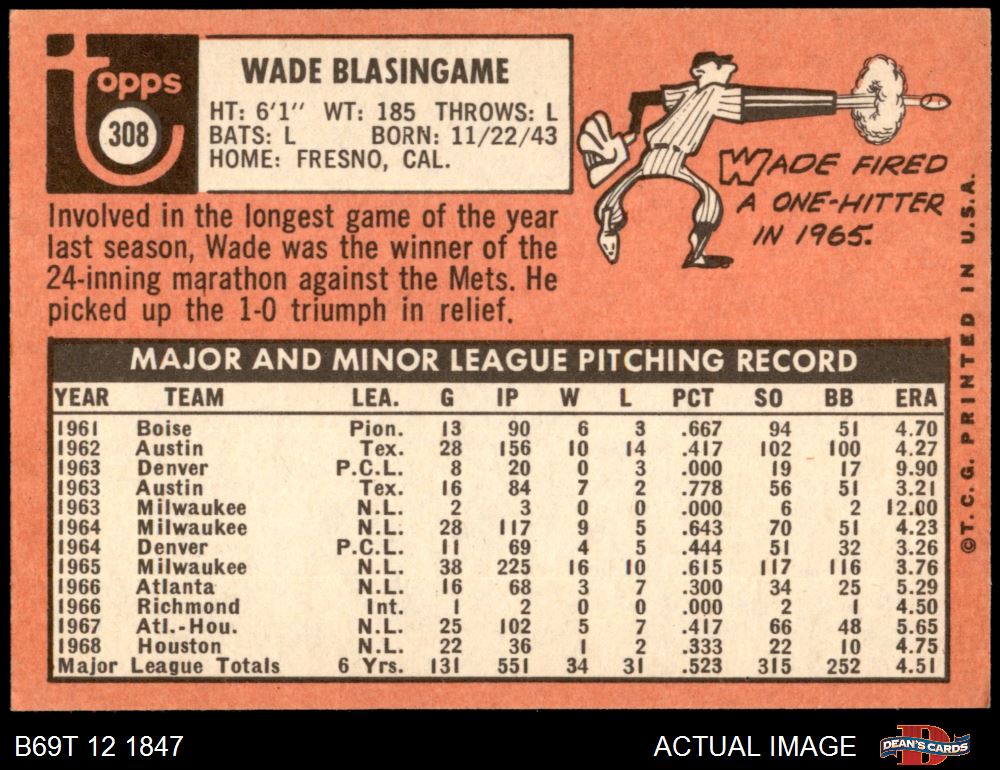 Topps
308
WADE BLASINGAME
HT: 6'1" WT: 185 THROWS: L
BATS: L BORN: 11/22/43
HOME: FRESNO, CAL.
WADE FIRED
A ONE-HITTER
IN 1965.
Involved in the longest game of the year
last season, Wade was the winner of the
24-inning marathon against the Mets. He
picked up the 1-0 triumph in relief.
MAJOR AND MINOR LEAGUE PITCHING RECORD
YEAR TEAM LEA. G IP W L PCT SO BB ERA
1961 Boise Pion. 13 90 6 3 .667 94 51 4.70
1962 Austin Tex. 28 156 10 14 .417 102 100 4.27
1963 Denver P.C.L. 8 20 0 3 .000 19 17 9.90
1963 Austin Tex. 16 84 7 2 .778 56 51 3.21
1963 Milwaukee N.L. 2 3 0 0 .000 6 2 12.00
1964 Milwaukee N.L. 28 117 9 5 .643 70 51 4.23
1964 Denver P.C.L. 11 69 4 5 .444 51 32 3.26
1965 Milwaukee N.L. 38 225 16 10 .615 117 116 3.76
1966 Atlanta N.L. 16 68 3 7 .300 34 25 5.29
1966 Richmond Int. 1 2 0 0 .000 2 1 4.50
1967 Atl.-Hou. N.L. 25 102 5 7 .417 66 48 5.65
1968 Houston N.L. 22 36 1 2 .333 22 10 4.75
Major League Totals 6 Yrs. 131 551 34 31 .523 315 252 4.51
©T.C.G. PRINTED IN U.S.A.
B69T 12 1847
ACTUAL IMAGE
D
DEAN'S CARDS